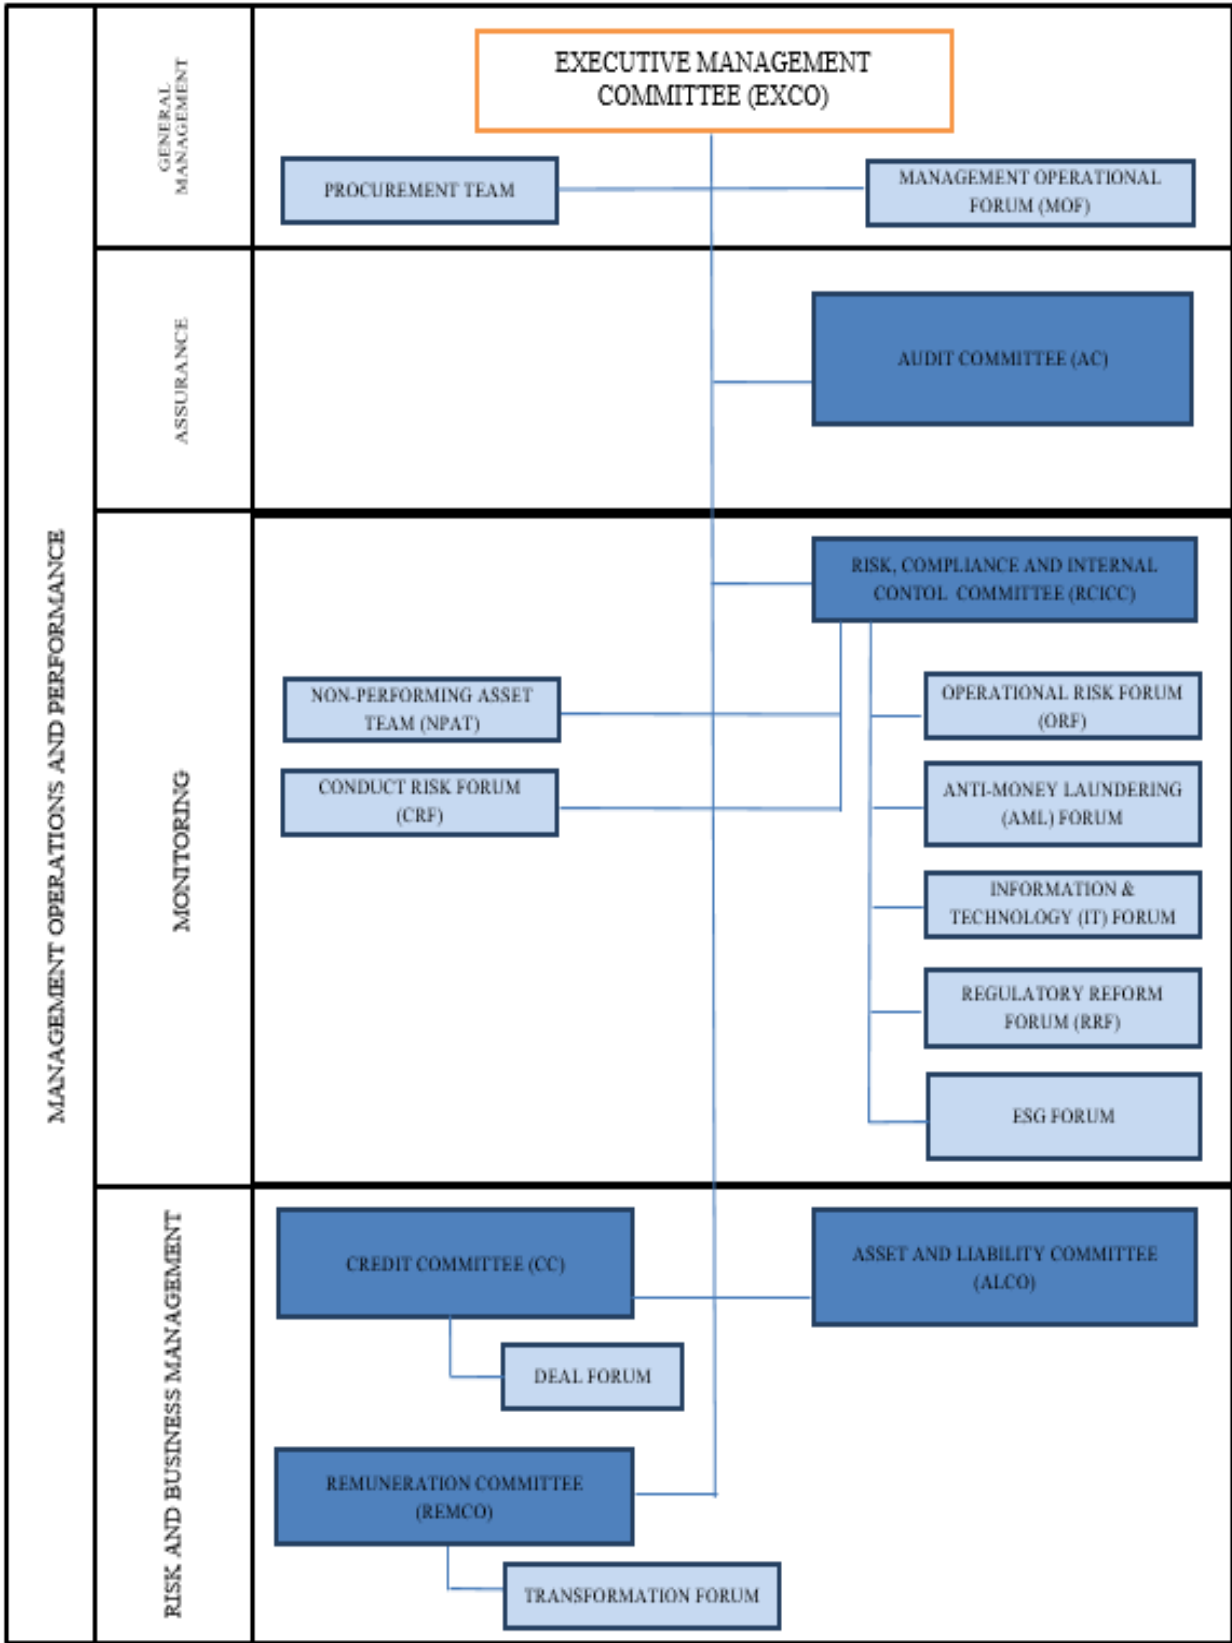 MANAGEMENT OPERATIONS AND PERFORMANCE
GENERAL
MANAGEMENT
EXECUTIVE MANAGEMENT
COMMITTEE (EXCO)
PROCUREMENT TEAM
MANAGEMENT OPERATIONAL
FORUM (MOF)
ASSURANCE
AUDIT COMMITTEE (AC)
MONITORING
RISK, COMPLIANCE AND INTERNAL
CONTOL COMMITTEE (RCICC)
NON-PERFORMING ASSET
TEAM (NPAT)
OPERATIONAL RISK FORUM
(ORF)
CONDUCT RISK FORUM
(CRF)
ANTI-MONEY LAUNDERING
(AML) FORUM
INFORMATION &
TECHNOLOGY (IT) FORUM
REGULATORY REFORM
FORUM (RRF)
ESG FORUM
RISK AND BUSINESS MANAGEMENT
CREDIT COMMITTEE (CC)
ASSET AND LIABILITY COMMITTEE
(ALCO)
DEAL FORUM
REMUNERATION COMMITTEE
(REMCO)
TRANSFORMATION FORUM